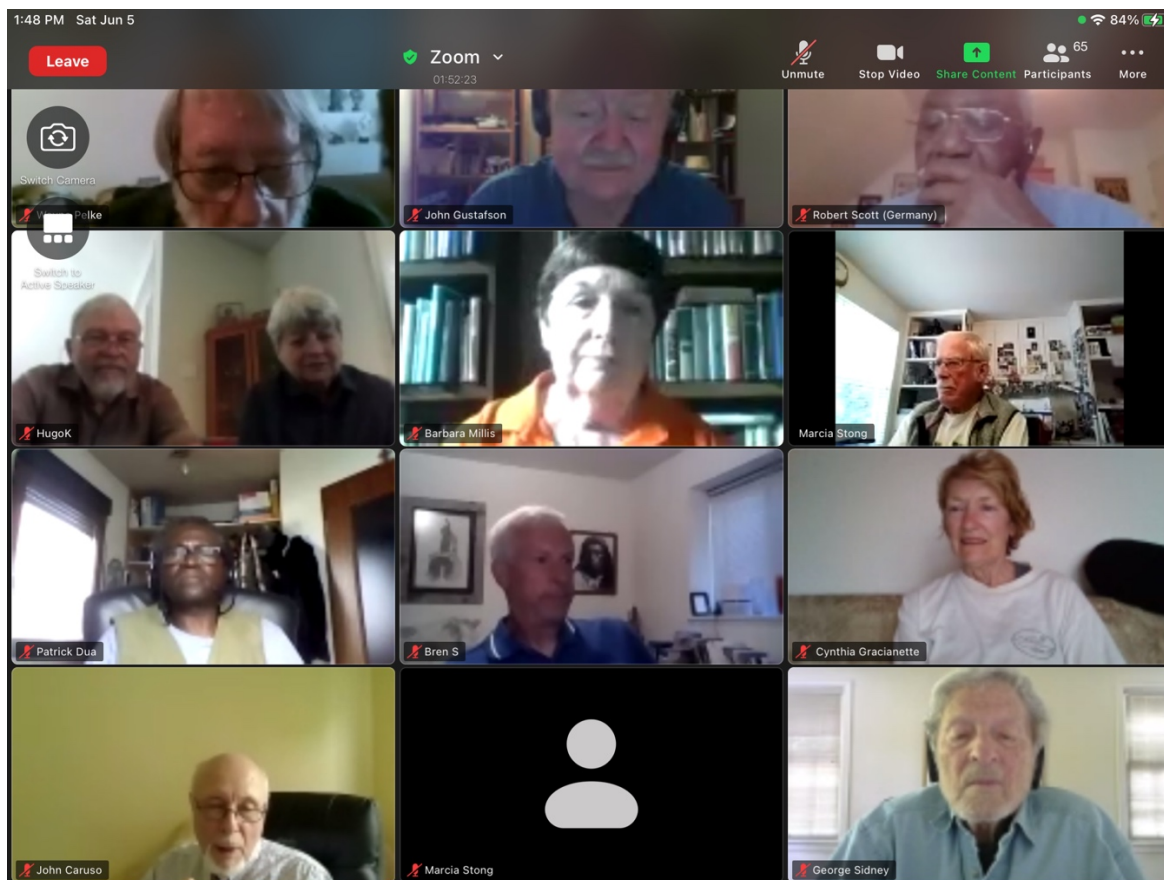 1:48 PM Sat Jun 5
84%
Leave
Zoom
01:52:23
Unmute
Stop Video
Share Content
65
Participants
More
Switch Camera
Pelke
John Gustafson
Robert Scott (Germany)
Switch to
Active Speaker
HugoK
Barbara Millis
Marcia Stong
Patrick Dua
Bren S
Cynthia Gracianette
John Caruso
Marcia Stong
George Sidney